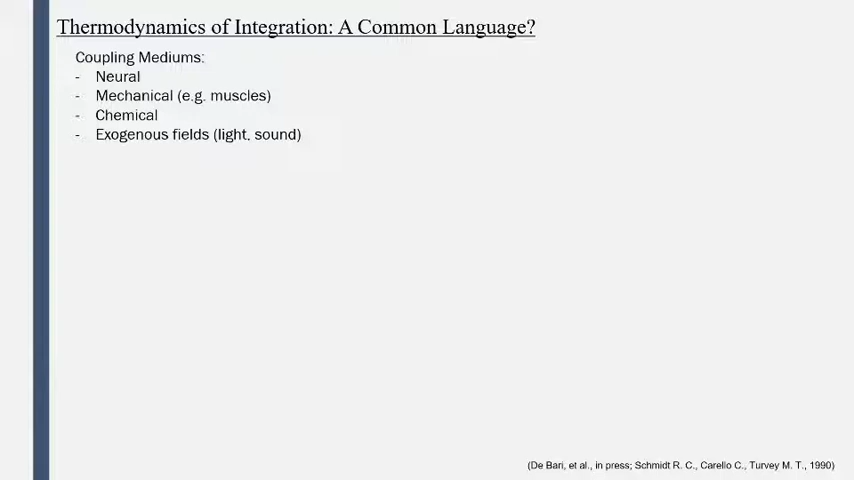 Thermodynamics of Integration: A Common Language?
Coupling Mediums:
- Neural
- Mechanical (e.g. muscles)
- Chemical
- Exogenous fields (light, sound)
(De Bari, et al., in press; Schmidt R. C., Carello C., Turvey M. T., 1990)